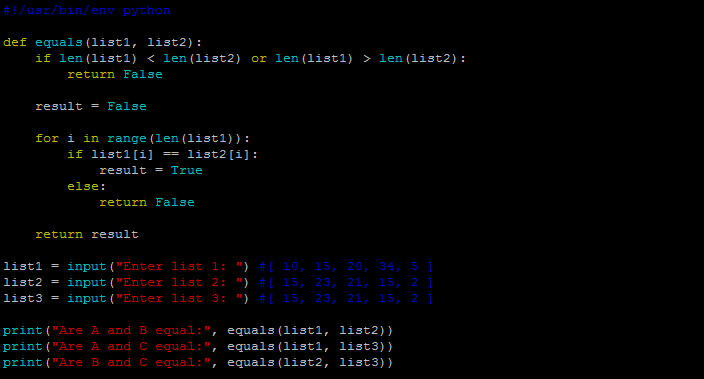 #!/usr/bin/env python
def equals(list1, list2):
    if len(list1) < len(list2) or len(list1) > len(list2):
        return False
    result = False
    for i in range(len(list1)):
        if list1[i] == list2[i]:
            result = True
        else:
            return False
    return result
list1 = input("Enter list 1: ") #[ 10, 15, 20, 34, 5 ]
list2 = input("Enter list 2: ") #[ 15, 23, 21, 15, 2 ]
list3 = input("Enter list 3: ") #[ 15, 23, 21, 15, 2 ]
print("Are A and B equal:", equals(list1, list2))
print("Are A and C equal:", equals(list1, list3))
print("Are B and C equal:", equals(list2, list3))